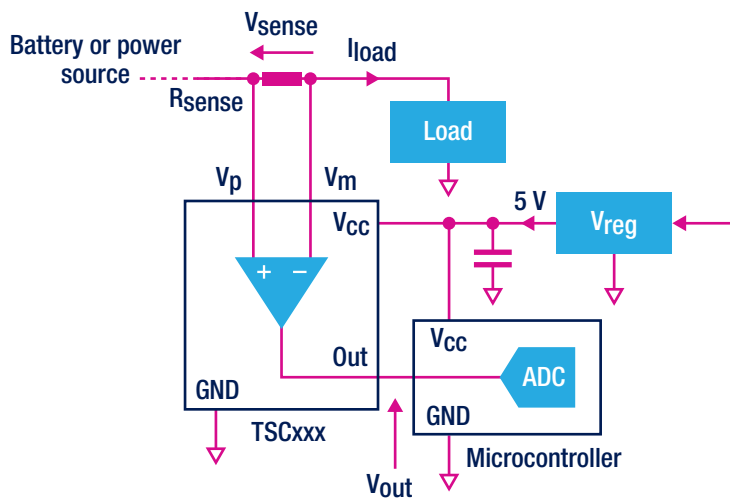 Vsense
Battery or power
source
Iload
Rsense
Load
Vp
Vm
5 V
Vcc
Vreg
+ −
Vcc
Out
ADC
GND
GND
TSCxxx
Microcontroller
Vout